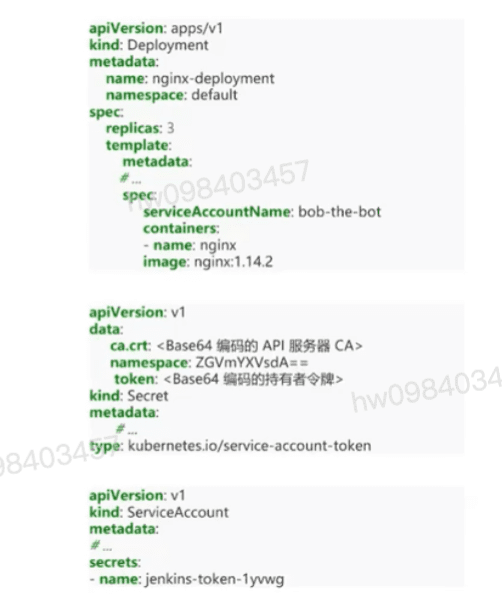 apiVersion: apps/v1
kind: Deployment
metadata:
name: nginx-deployment
namespace: default
spec:
replicas: 3
template:
metadata:
#...
spec:
serviceAccountName: bob-the-bot
containers:
- name: nginx
image: nginx:1.14.2
hw098403457
apiVersion: v1
data:
ca.crt: <Base64 编码的 API 服务器 CA>
namespace: ZGVmYXVsdA==
token: <Base64 编码的持有者令牌>
kind: Secret
metadata:
#...
type: kubernetes.io/service-account-token
hw0984034
98403457
apiVersion: v1
kind: ServiceAccount
metadata:
#...
secrets:
- name: jenkins-token-1yvwg